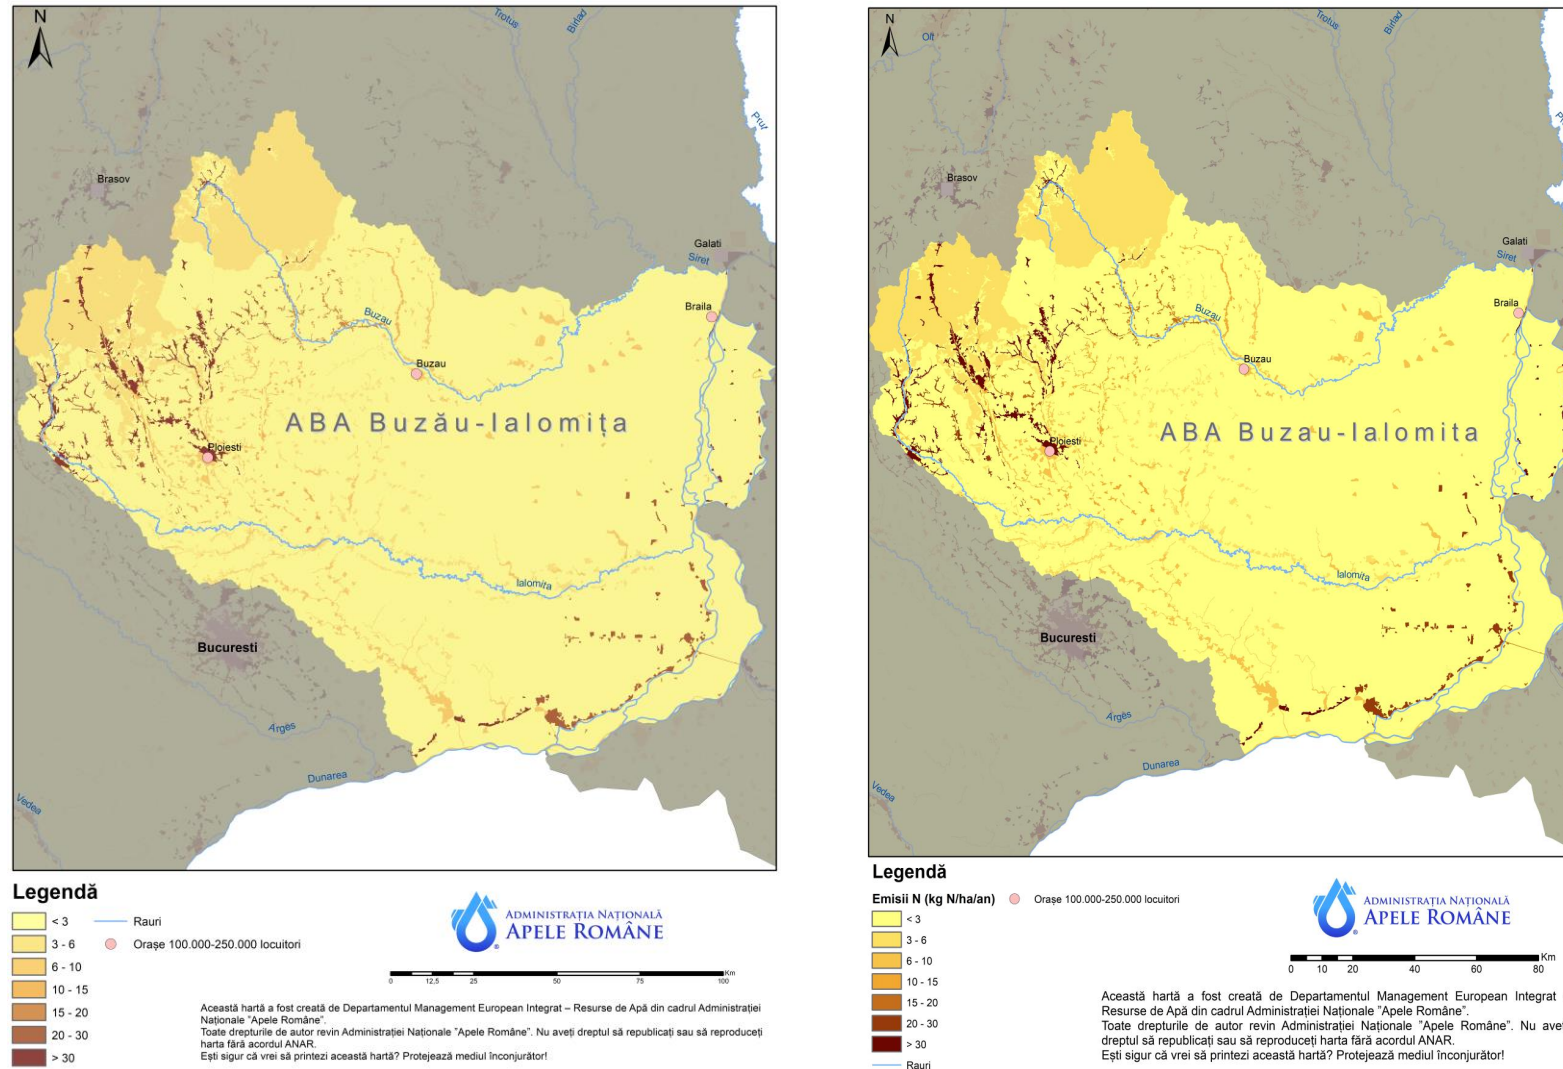 N
Trotus
Birlad
Prut
Brasov
Galati
Siret
Braila
Buzau
Buzau
ABA Buzău-Ialomița
Ploiesti
Ialomita
Bucuresti
Arges
Dunarea
Vedea
Legendă
< 3
3 - 6
6 - 10
10 - 15
15 - 20
20 - 30
> 30
Rauri
Orașe 100.000-250.000 locuitori
ADMINISTRAȚIA NAȚIONALĂ
APELE ROMÂNE
Km
0 12,5 25 50 75 100
Această hartă a fost creată de Departamentul Management European Integrat – Resurse de Apă din cadrul Administrației
Naționale "Apele Române".
Toate drepturile de autor revin Administrației Naționale "Apele Române". Nu aveți dreptul să republicați sau să reproduceți
harta fără acordul ANAR.
Ești sigur că vrei să printezi această hartă? Protejează mediul înconjurător!
N
Olt
Trotus
Birlad
Brasov
Galati
Siret
Braila
Buzau
Buzau
ABA Buzau-Ialomita
Ploiesti
Ialomita
Bucuresti
Arges
Dunarea
Vedea
Legendă
Emisii N (kg N/ha/an)
Orașe 100.000-250.000 locuitori
< 3
3 - 6
6 - 10
10 - 15
15 - 20
20 - 30
> 30
Rauri
ADMINISTRAȚIA NAȚIONALĂ
APELE ROMÂNE
Km
0 10 20 40 60 80
Această hartă a fost creată de Departamentul Management European Integrat
Resurse de Apă din cadrul Administrației Naționale "Apele Române".
Toate drepturile de autor revin Administrației Naționale "Apele Române". Nu aveț
dreptul să republicați sau să reproduceți harta fără acordul ANAR.
Ești sigur că vrei să printezi această hartă? Protejează mediul înconjurător!